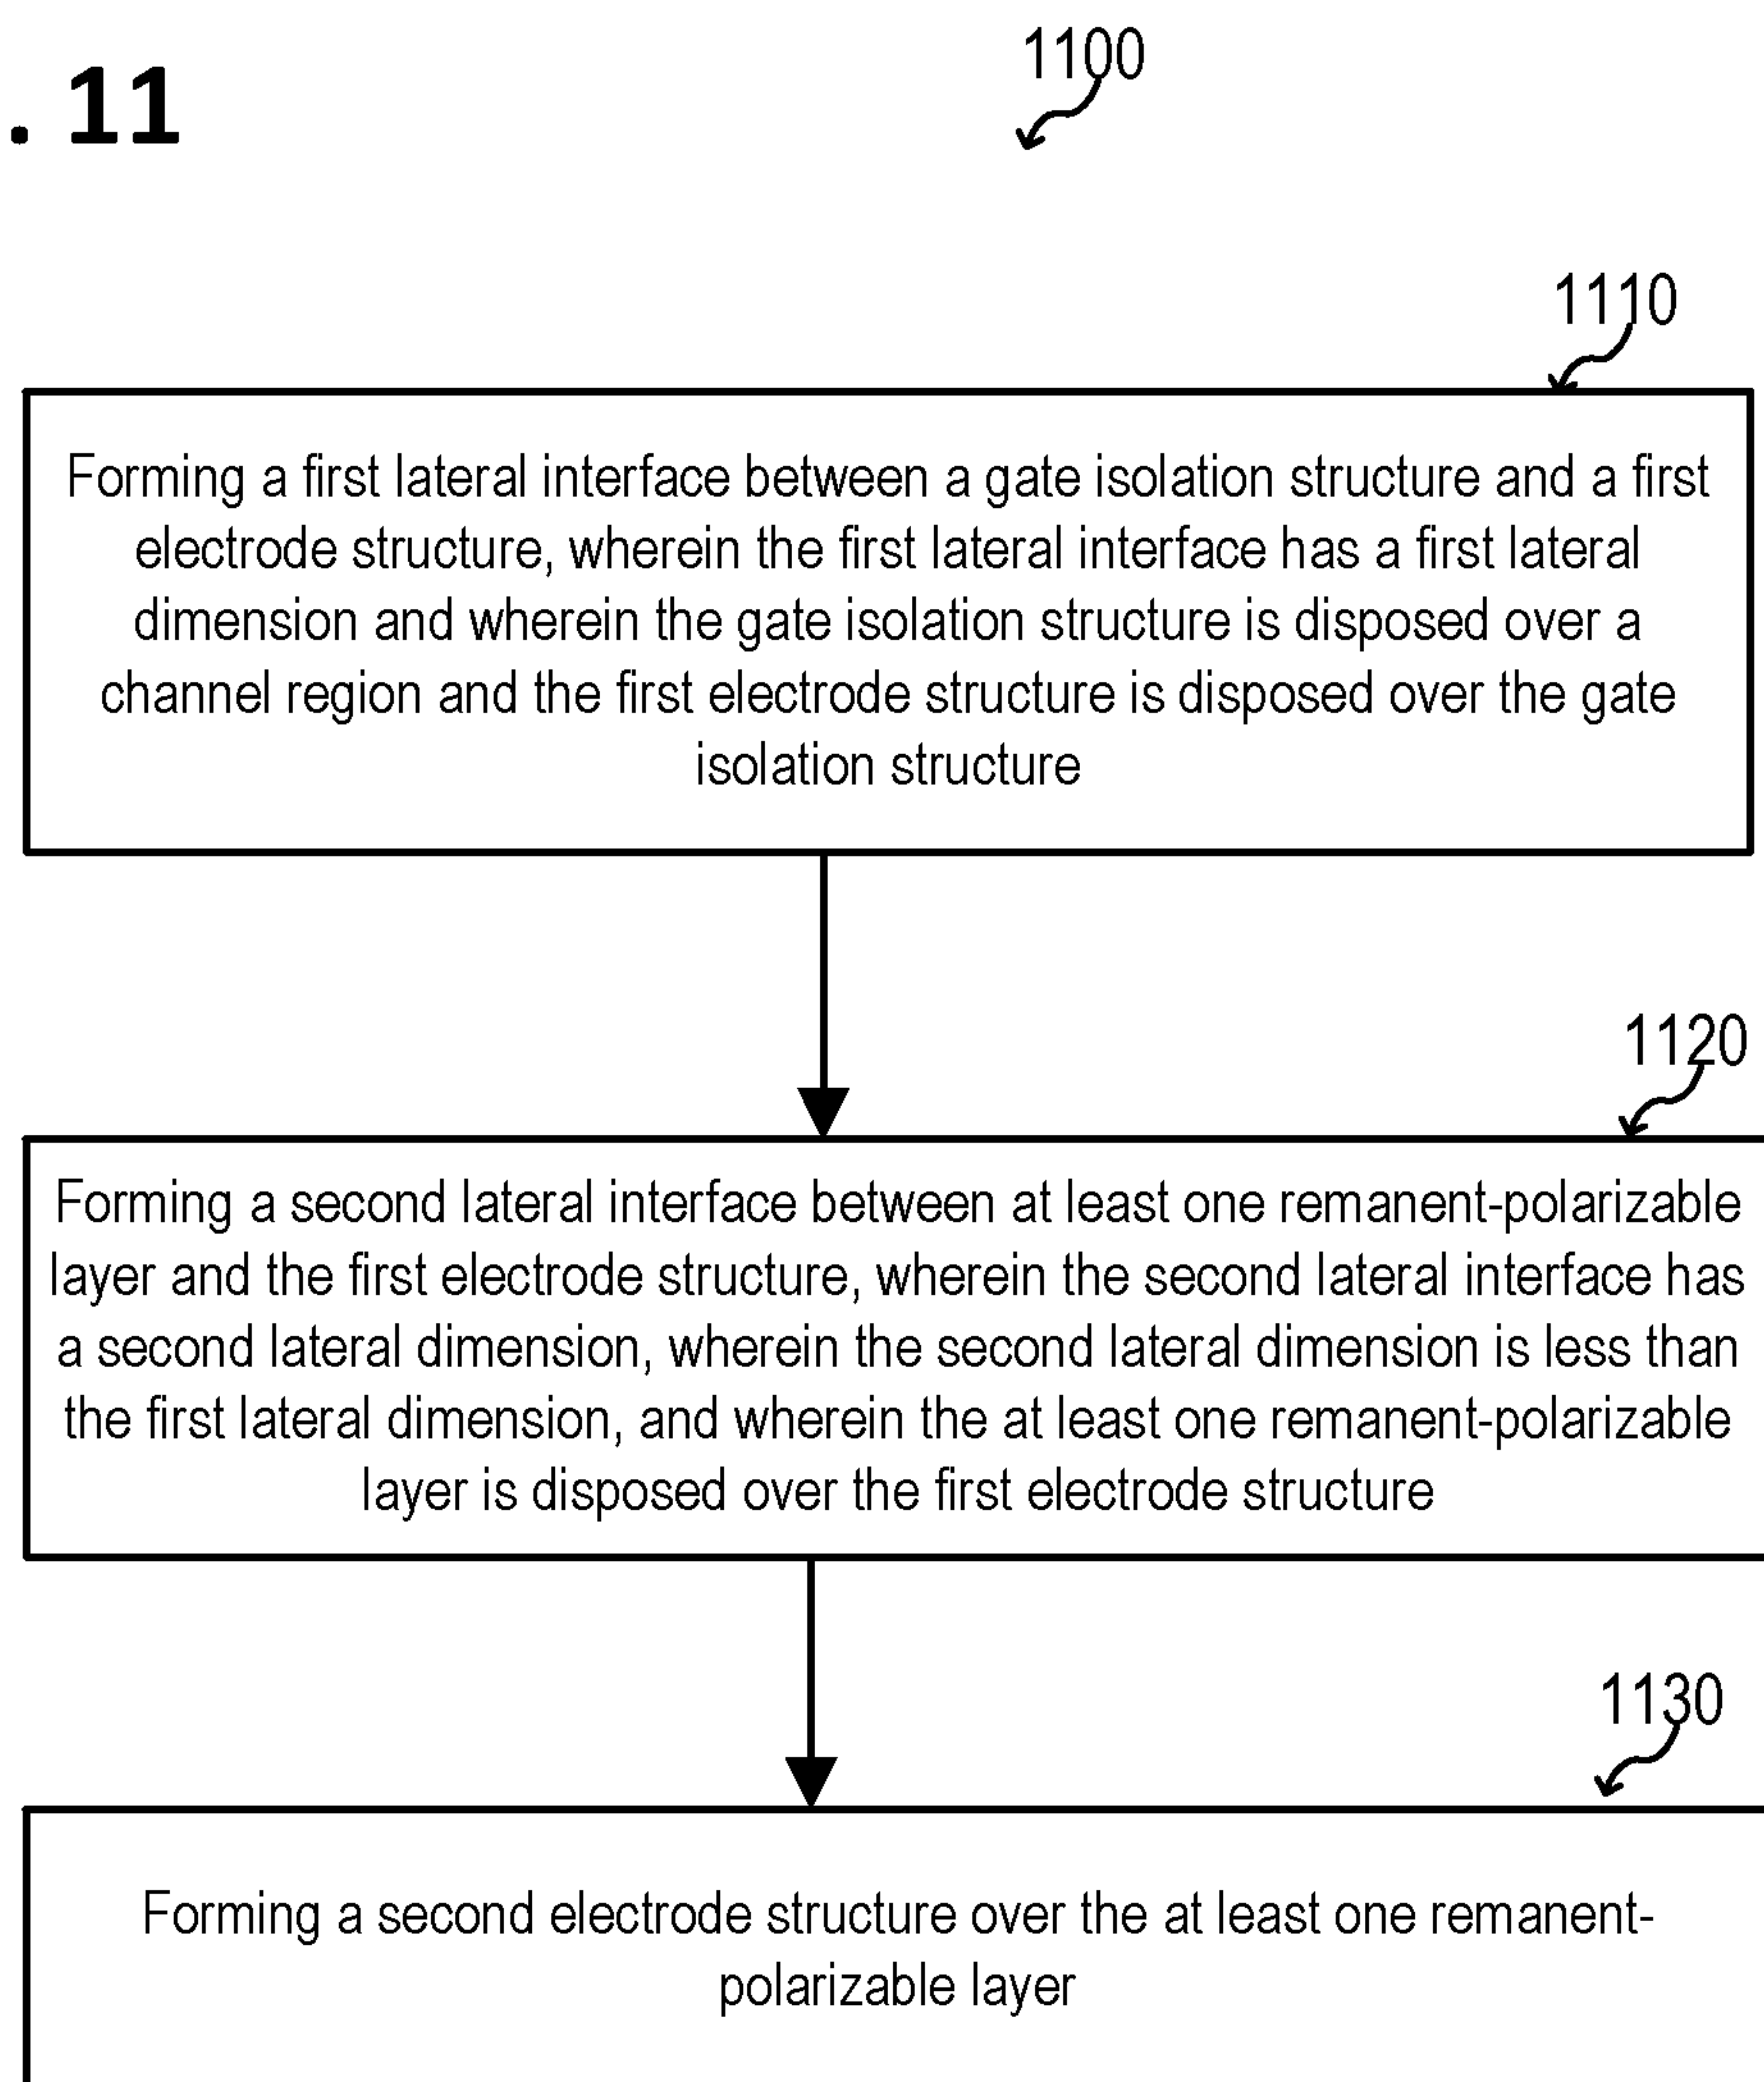 . 11
1100
1110
Forming a first lateral interface between a gate isolation structure and a first
electrode structure, wherein the first lateral interface has a first lateral
dimension and wherein the gate isolation structure is disposed over a
channel region and the first electrode structure is disposed over the gate
isolation structure
1120
Forming a second lateral interface between at least one remanent-polarizable
layer and the first electrode structure, wherein the second lateral interface has
a second lateral dimension, wherein the second lateral dimension is less than
the first lateral dimension, and wherein the at least one remanent-polarizable
layer is disposed over the first electrode structure
1130
Forming a second electrode structure over the at least one remanent-
polarizable layer